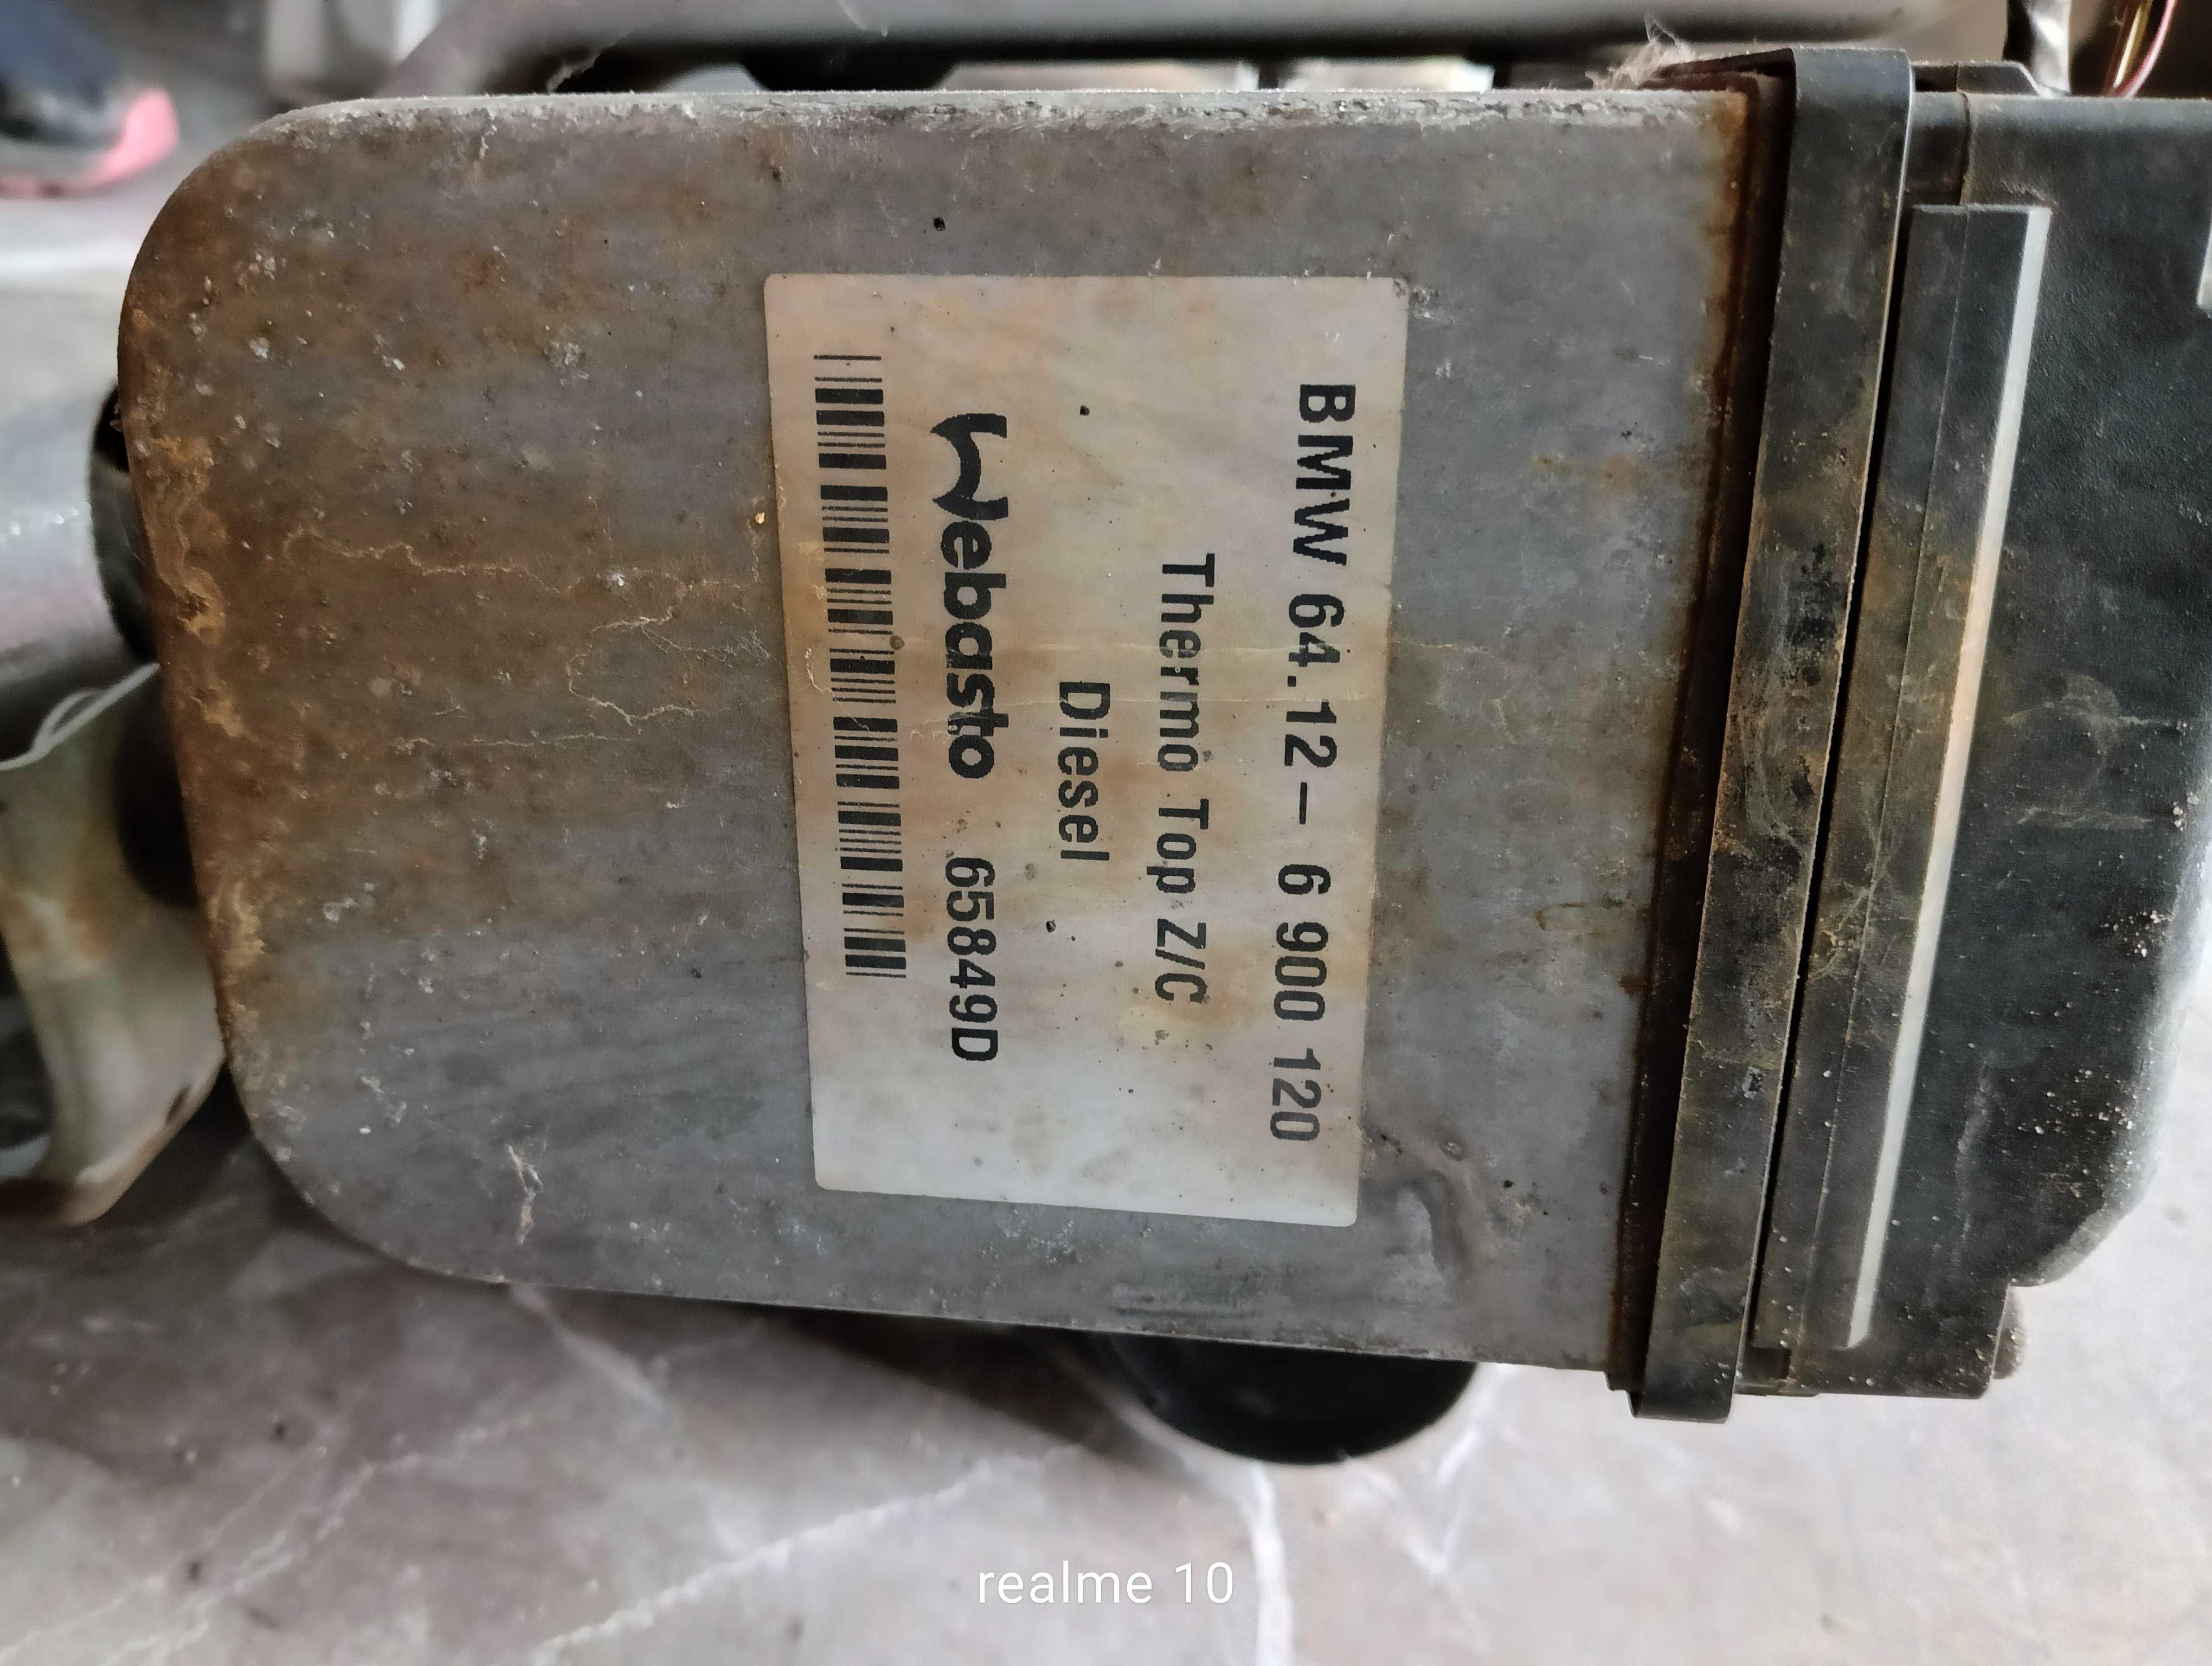 BMW 64.12 – 6 900 120
Thermo Top Z/C
Diesel
Webasto 65849D
realme 10